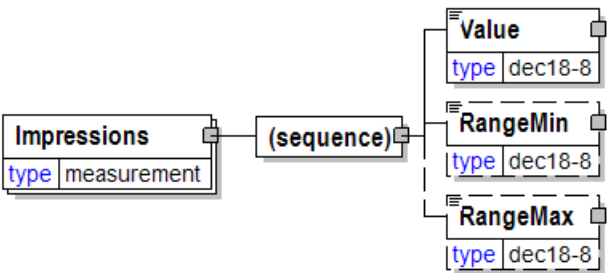 Impressions
type measurement
(sequence)
Value
type dec18-8
RangeMin
type dec18-8
RangeMax
type dec18-8